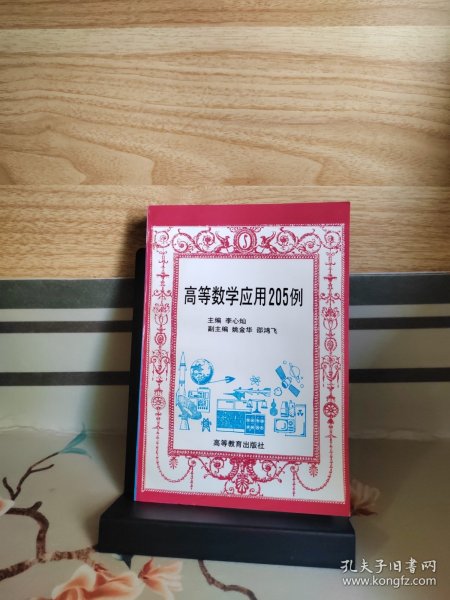 高等数学应用205例
主编 李心灿
副主编 姚金华 邵鸿飞
高等教育出版社
孔夫子旧书网
www.kongfz.com